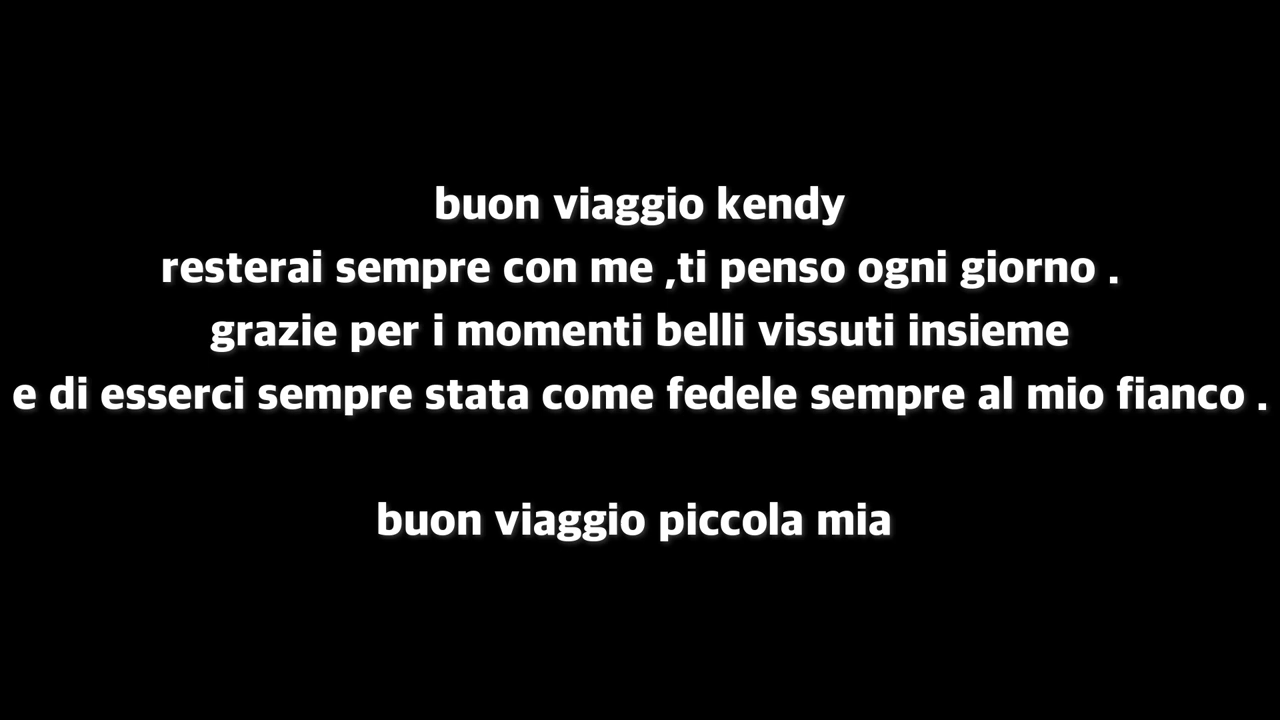 buon viaggio kendy
resterai sempre con me ,ti penso ogni giorno .
grazie per i momenti belli vissuti insieme
e di esserci sempre stata come fedele sempre al mio fianco .
buon viaggio piccola mia